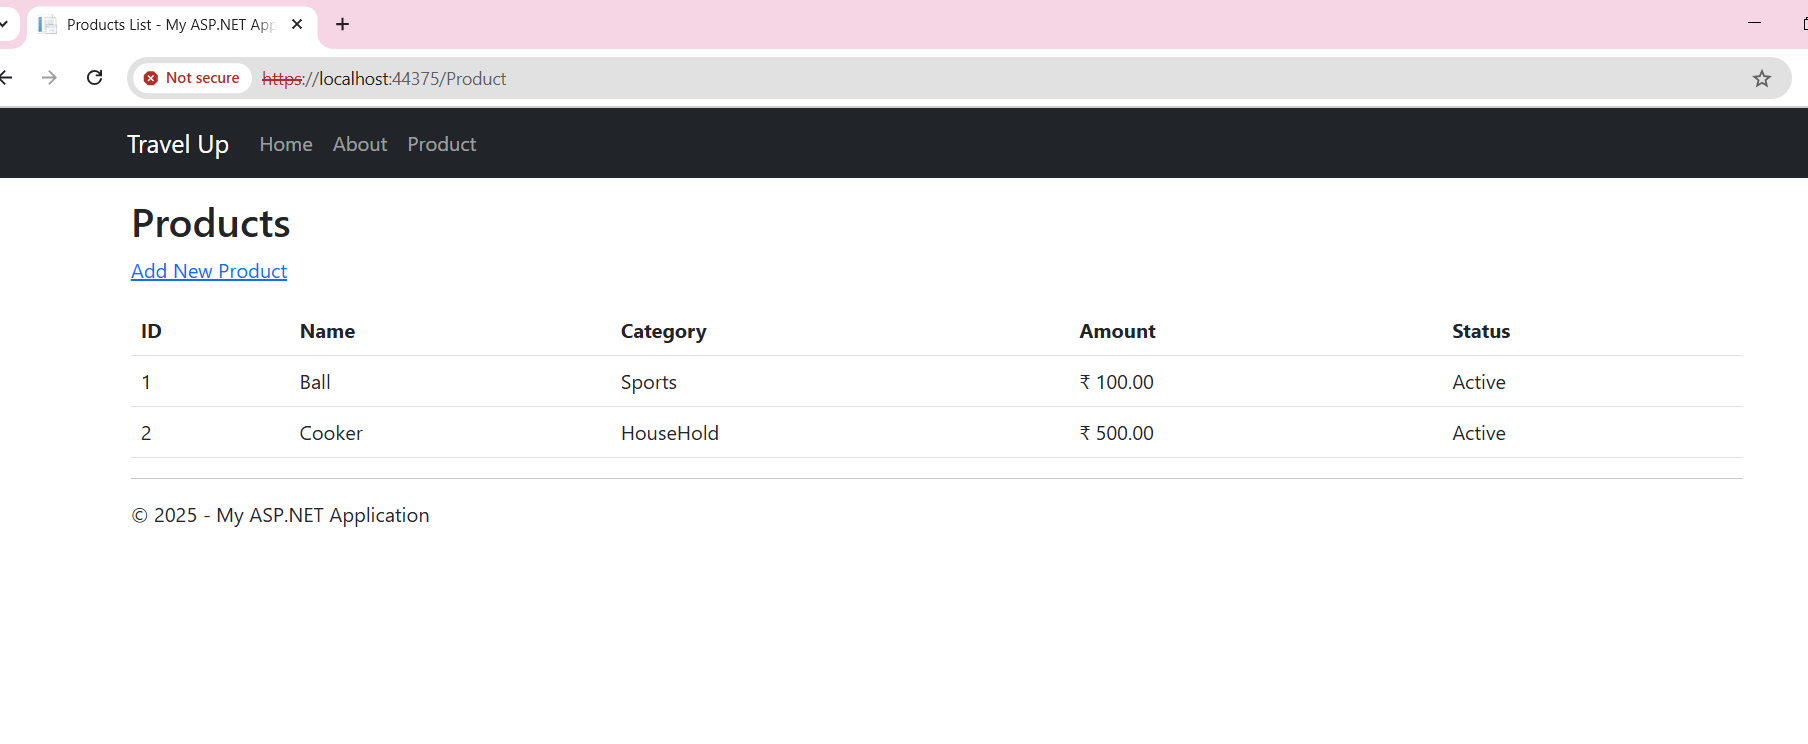 Products List - My ASP.NET App
Not secure https://localhost:44375/Product
Travel Up Home About Product
Products
Add New Product
ID Name Category Amount Status
1 Ball Sports ₹ 100.00 Active
2 Cooker HouseHold ₹ 500.00 Active
© 2025 - My ASP.NET Application